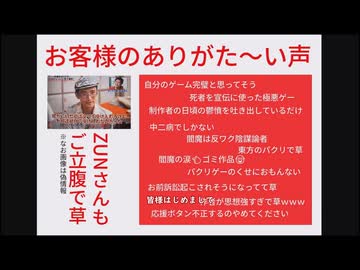 お客様のありがた〜い声
ZUNさんも
ご立腹で草
※なお画像は偽情報
自分のゲーム完璧と思ってそう
死者を宣伝に使った極悪ゲー
制作者の日頃の鬱憤を吐き出しているだけ
中二病でしかない
閻魔は反ワク陰謀論者
東方のパクリで草
閻魔の涙💧ゴミ作品😄
パクリゲーのくせにおもんない
お前訴訟起こされそうになってて草
皆様はじめまして
思想強すぎで草www
応援ボタン不正するのやめてください